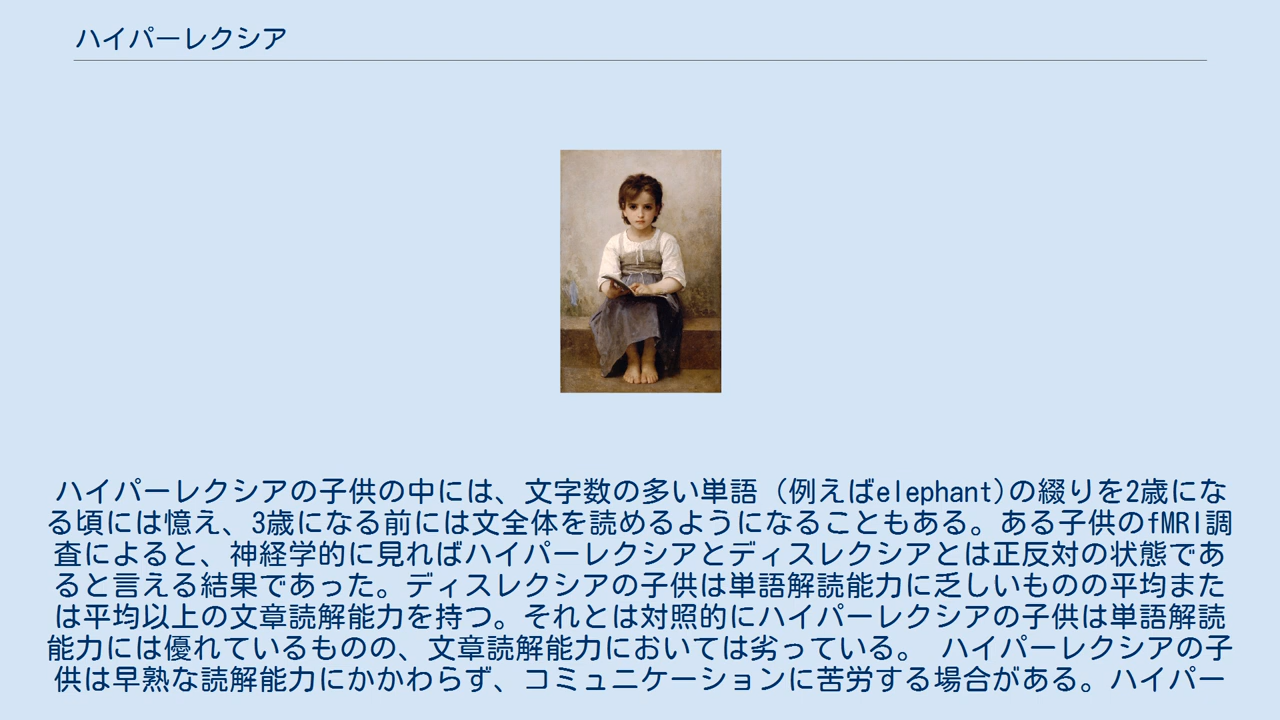 ハイパーレクシア
ハイパーレクシアの子供の中には、文字数の多い単語（例えばelephant)の綴りを2歳にな
る頃には憶え、3歳になる前には文全体を読めるようになることもある。ある子供のfMRI調
査によると、神経学的に見ればハイパーレクシアとディスレクシアとは正反対の状態であ
ると言える結果であった。ディスレクシアの子供は単語解読能力に乏しいものの平均また
は平均以上の文章読解能力を持つ。それとは対照的にハイパーレクシアの子供は単語解読
能力には優れているものの、文章読解能力においては劣っている。 ハイパーレクシアの子
供は早熟な読解能力にかかわらず、コミュニケーションに苦労する場合がある。ハイパー